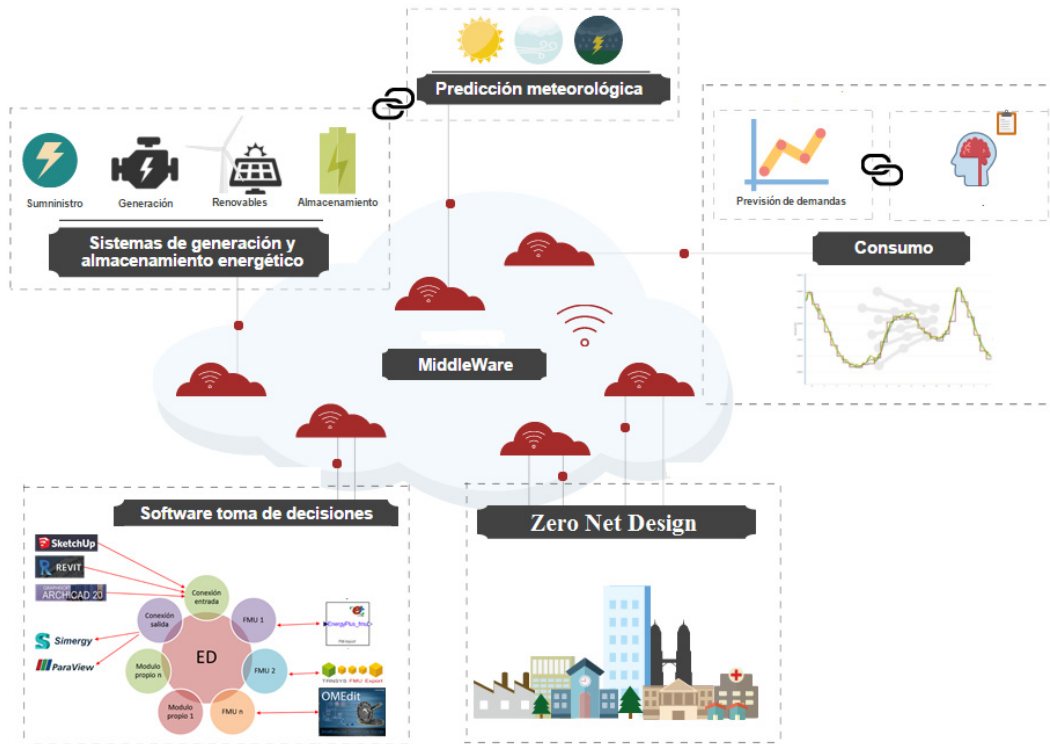 Predicción meteorológica
Sumninistro
Generación
Renovables
Almacenamiento
Sistemas de generación y
almacenamiento energético
Previsión de demandas
Consumo
MiddleWare
Software toma de decisiones
SketchUp
REVIT
ARCHICAD 20
Simergy
ParaView
Conexión
entrada
Conexión
salida
FMU 1
ED
Modulo
propio n
FMU 2
Modulo
propio 1
FMU n
EnergyPlus_fmu
TRNSYS FMU Export
OMEdit
Zero Net Design